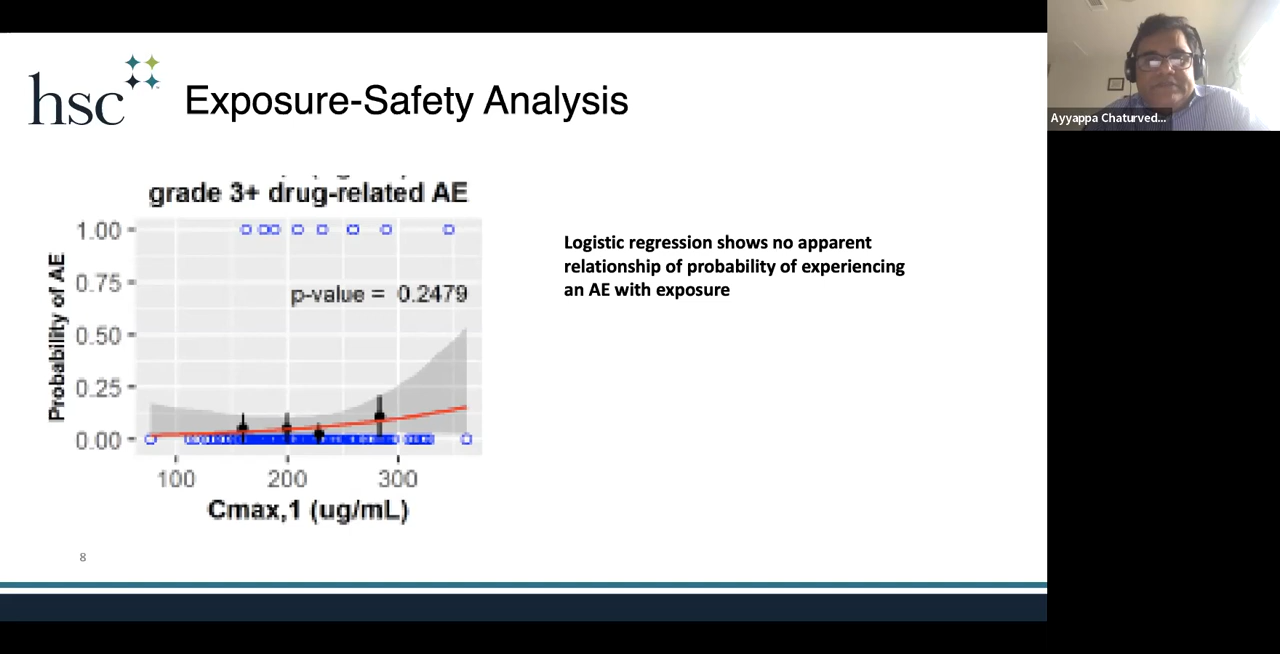 hsc
Exposure-Safety Analysis
grade 3+ drug-related AE
1.00
0.75
0.50
0.25
0.00
p-value = 0.2479
Probability of AE
100 200 300
Cmax,1 (ug/mL)
Logistic regression shows no apparent
relationship of probability of experiencing
an AE with exposure
8
Ayyappa Chaturved...